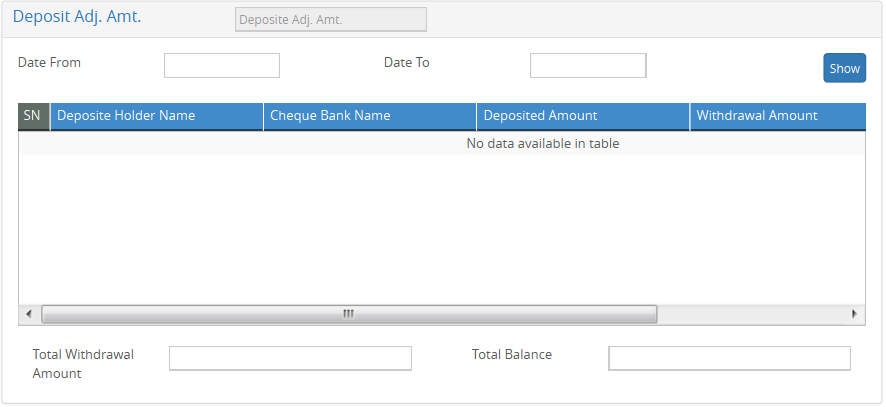 Deposit Adj. Amt. Deposite Adj. Amt.
Date From Date To Show
SN Deposite Holder Name Cheque Bank Name Deposited Amount Withdrawal Amount
No data available in table
Total Withdrawal Total Balance
Amount